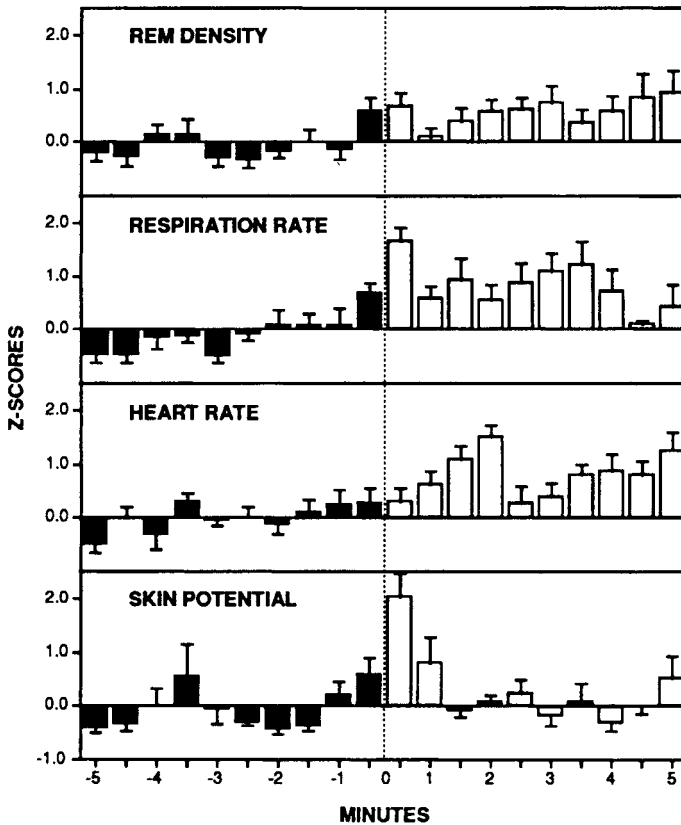 REM DENSITY
2.0
1.0
0.0
RESPIRATION RATE
2.0
1.0
0.0
HEART RATE
2.0
1.0
0.0
SKIN POTENTIAL
2.0
1.0
0.0
-1.0
Z-SCORES
-5 -4 -3 -2 -1 0 1 2 3 4 5
MINUTES